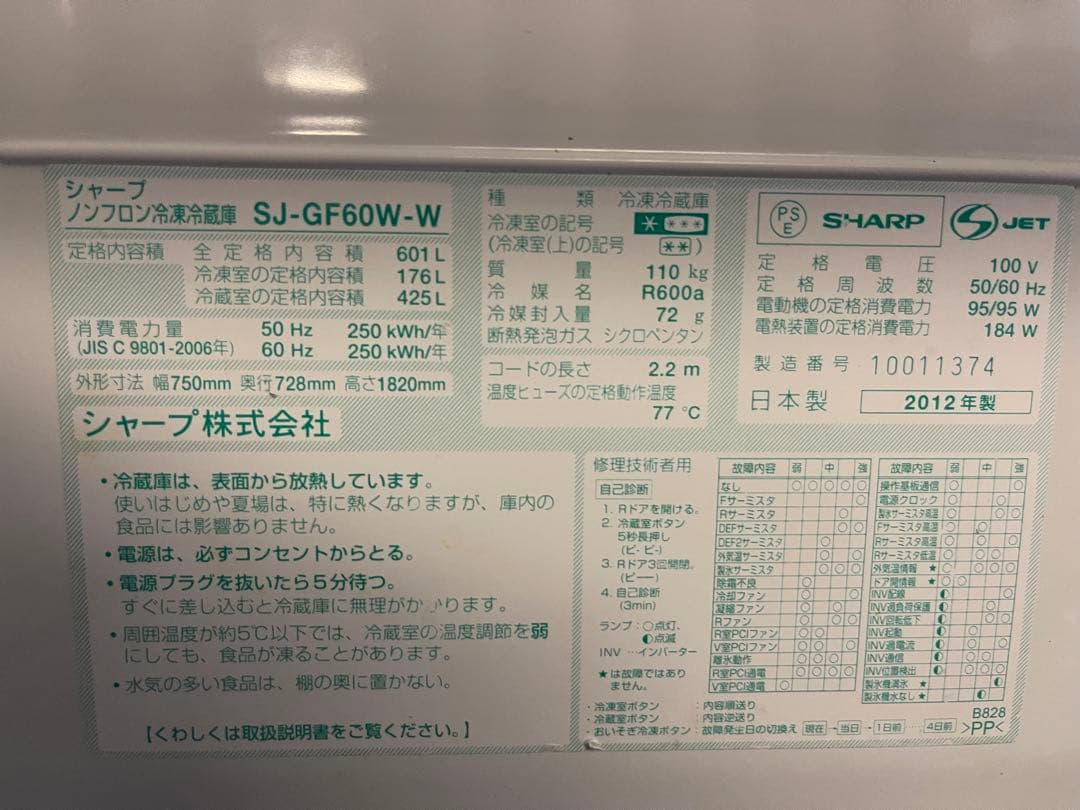 シャープ
ノンフロン冷凍冷蔵庫 SJ-GF60W-W
定格内容積 全定格内容積 601L
冷凍室の定格内容積 176L
冷蔵室の定格内容積 425L
消費電力量 50 Hz 250 kWh/年
(JIS C 9801-2006年) 60 Hz 250 kWh/年
外形寸法 幅750mm 奥行728mm 高さ1820mm
シャープ株式会社
種類 冷凍冷蔵庫
冷凍室の記号
(冷凍室(上)の記号 )
質量 110 kg
冷媒名 R600a
冷媒封入量 72 g
断熱発泡ガス シクロペンタン
コードの長さ 2.2 m
温度ヒューズの定格動作温度
77 ℃
PSE SHARP S JET
定格電圧 100 V
定格周波数 50/60 Hz
電動機の定格消費電力 95/95 W
電熱装置の定格消費電力 184 W
製造番号 10011374
日本製 2012年製
・冷蔵庫は、表面から放熱しています。
使いはじめや夏場は、特に熱くなりますが、庫内の
食品には影響ありません。
・電源は、必ずコンセントからとる。
・電源プラグを抜いたら5分待つ。
すぐに差し込むと冷蔵庫に無理がかかります。
・周囲温度が約5℃以下では、冷蔵室の温度調節を弱
にしても、食品が凍ることがあります。
・水気の多い食品は、棚の奥に置かない。
【くわしくは取扱説明書をご覧ください。】
修理技術者用
自己診断
1. Rドアを開ける。
2. 冷蔵室ボタン
5秒長押し
(ピ- ピ-)
3. Rドア3回開閉。
(ピ──)
4. 自己診断
(3min)
ランプ:○点灯、
◐点滅
INV …インバーター
★は故障ではあり
ません。
故障内容 弱 中 強
なし ○ ○ ○ ○ ○
Fサーミスタ
Rサーミスタ
DEFサーミスタ
DEF2サーミスタ
外気温サーミスタ
製氷サーミスタ
除霜不良
冷却ファン
凝縮ファン
Rファン
R室PCIファン
V室PCIファン
離氷動作
R室PCI通電
V室PCI通電
故障内容 弱 中 強
操作基板通信
電源クロック
製氷サーミスタ高温
Fサーミスタ高温
Rサーミスタ高温
Rサーミスタ低温
外気温情報 ★
ドア開情報 ★
INV配線
INV過負荷保護
INV回転低下
INV起動
INV過電流
INV通信
INV位置検出
製氷機満氷 ★
製氷機水なし ★
・冷凍室ボタン :内容順送り
・冷蔵室ボタン :内容逆送り
・おいそぎ冷凍ボタン:故障発生日の切換え 現在→当日→1日前……4日前
B828
>PP<